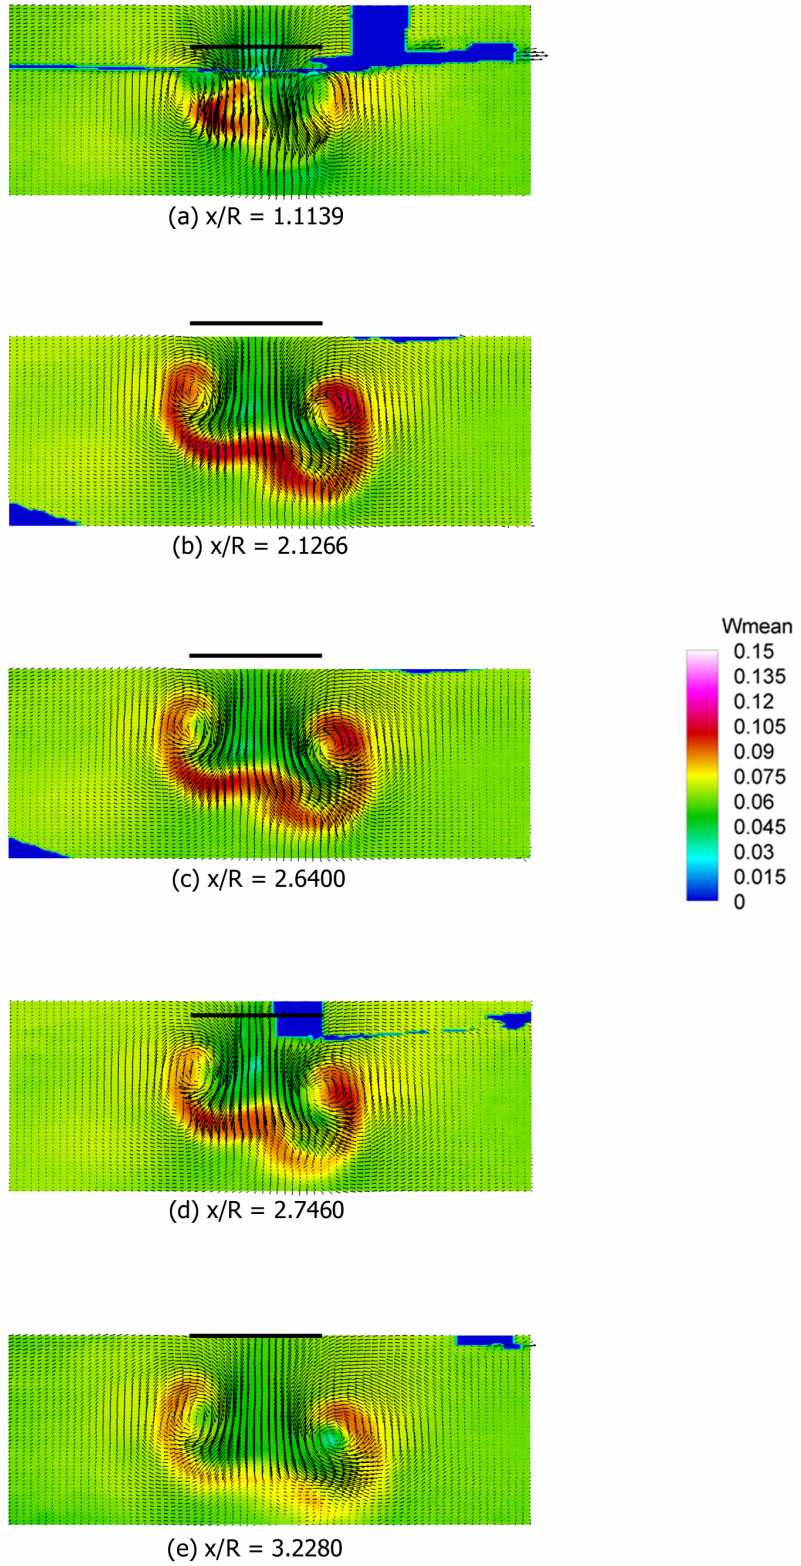 (a) x/R = 1.1139
(b) x/R = 2.1266
Wmean
0.15
0.135
0.12
0.105
0.09
0.075
0.06
0.045
0.03
0.015
0
(c) x/R = 2.6400
(d) x/R = 2.7460
(e) x/R = 3.2280